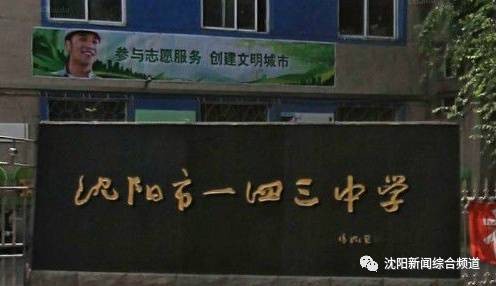 参与志愿服务 创建文明城市
沈阳市一四三中学
沈阳新闻综合频道